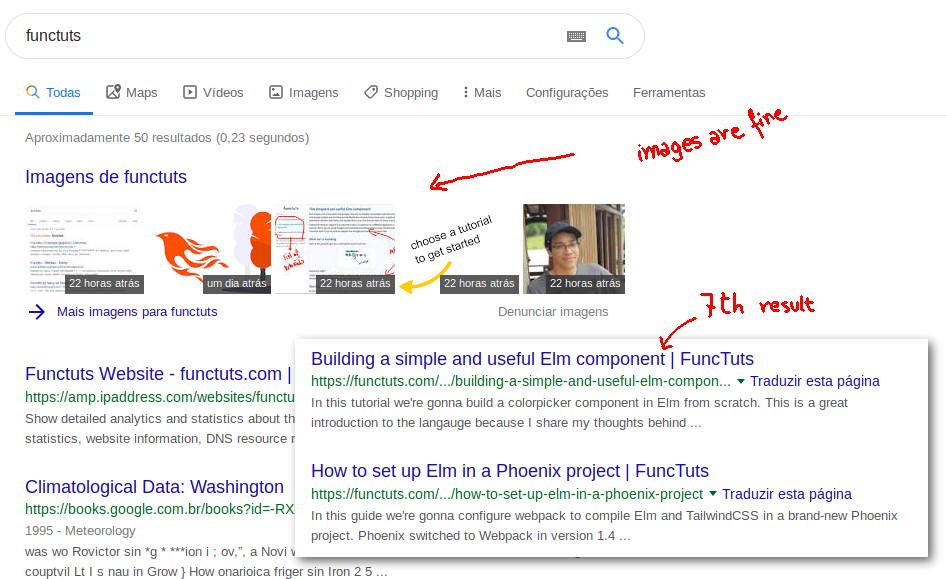 functuts
Todas Maps Vídeos Imagens Shopping Mais Configurações Ferramentas
Aproximadamente 50 resultados (0,23 segundos)
images are fine
Imagens de functuts
choose a tutorial
to get started
22 horas atrás um dia atrás 22 horas atrás 22 horas atrás 22 horas atrás
Mais imagens para functuts Denunciar imagens
7th result
Functuts Website - functuts.com |
https://amp.ipaddress.com/websites/functu
Show detailed analytics and statistics about th
statistics, website information, DNS resource r
Climatological Data: Washington
https://books.google.com.br/books?id=-RX
1995 - Meteorology
was wo Rovictor sin *g * ***ion i ; ov,”, a Novi w
couptvil Lt I s nau in Grow } How onarioica friger sin Iron 2 5 ...
Building a simple and useful Elm component | FuncTuts
https://functuts.com/.../building-a-simple-and-useful-elm-compon... Traduzir esta página
In this tutorial we're gonna build a colorpicker component in Elm from scratch. This is a great
introduction to the langauge because I share my thoughts behind ...
How to set up Elm in a Phoenix project | FuncTuts
https://functuts.com/.../how-to-set-up-elm-in-a-phoenix-project Traduzir esta página
In this guide we're gonna configure webpack to compile Elm and TailwindCSS in a brand-new Phoenix
project. Phoenix switched to Webpack in version 1.4 ...